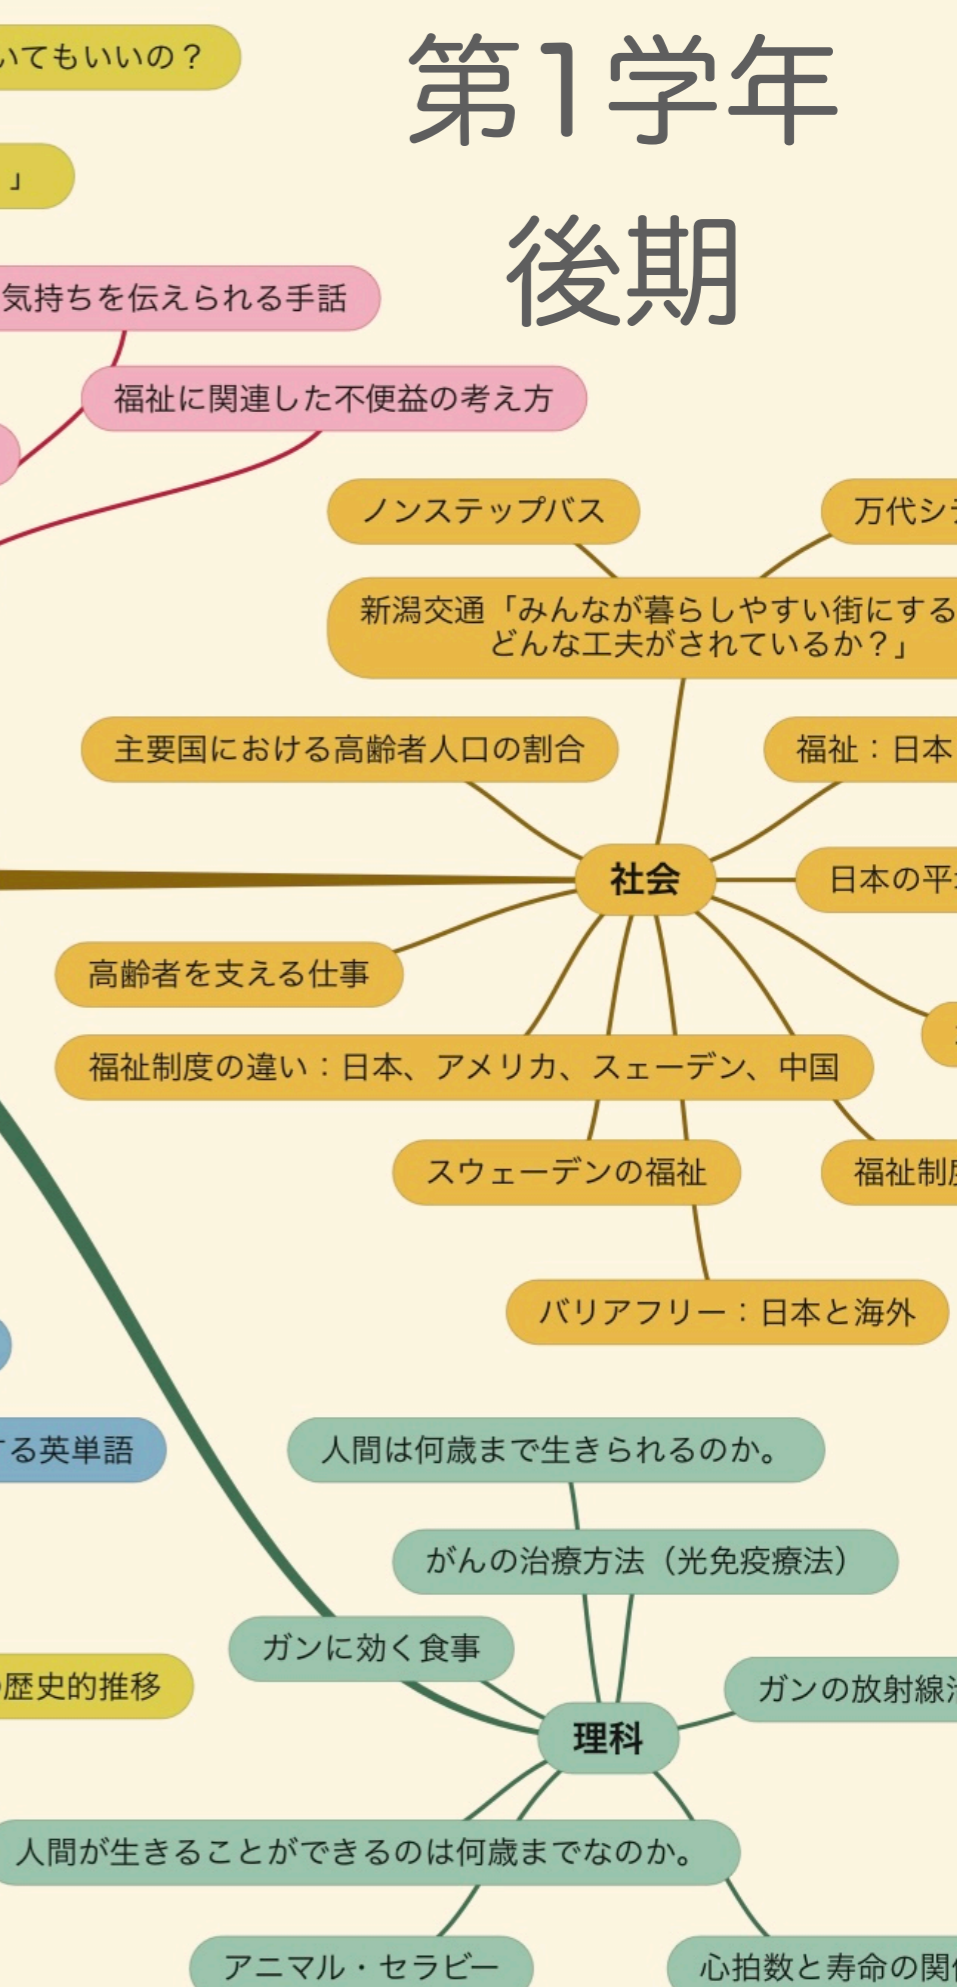 いてもいいの？
第1学年
」
後期
気持ちを伝えられる手話
福祉に関連した不便益の考え方
ノンステップバス
万代シ
新潟交通「みんなが暮らしやすい街にする
どんな工夫がされているか？」
主要国における高齢者人口の割合
福祉：日本
社会
日本の平
高齢者を支える仕事
福祉制度の違い：日本、アメリカ、スェーデン、中国
スウェーデンの福祉
福祉制
バリアフリー：日本と海外
する英単語
人間は何歳まで生きられるのか。
がんの治療方法（光免疫療法）
ガンに効く食事
歴史的推移
ガンの放射線
理科
人間が生きることができるのは何歳までなのか。
アニマル・セラピー
心拍数と寿命の関